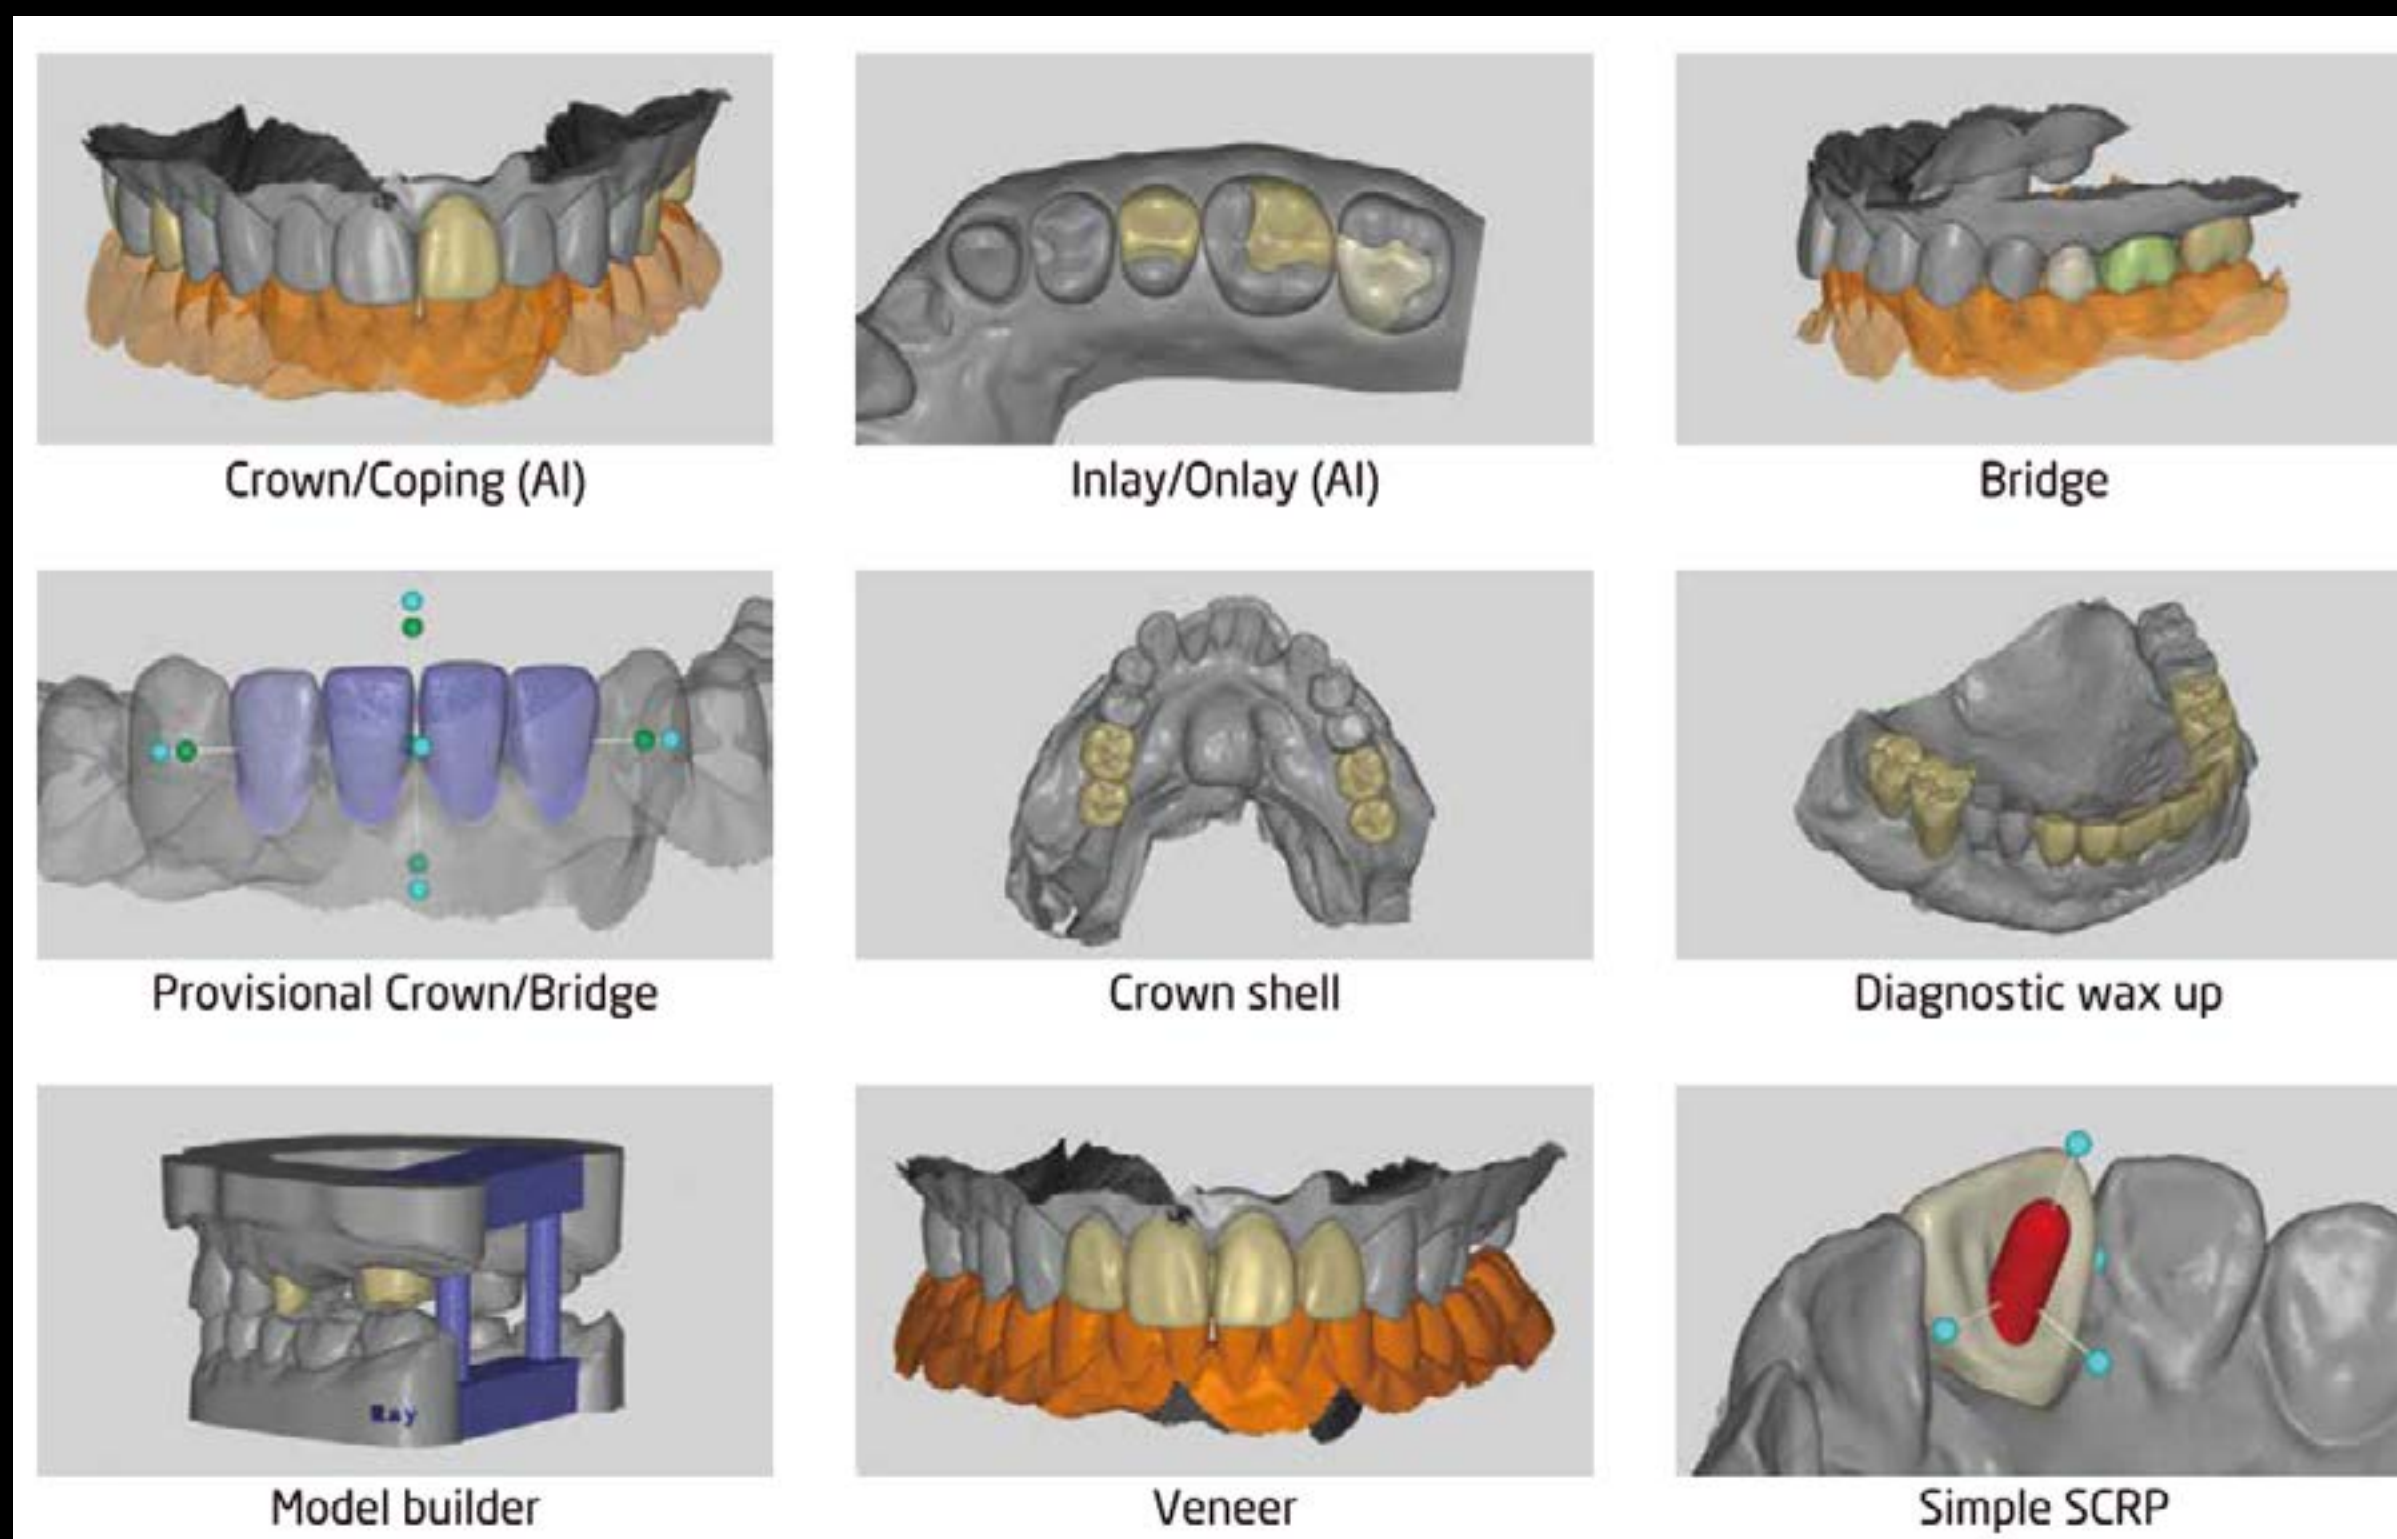 Crown/Coping (AI)
Inlay/Onlay (AI)
Bridge
Provisional Crown/Bridge
Crown shell
Diagnostic wax up
Ray
Model builder
Veneer
Simple SCRP